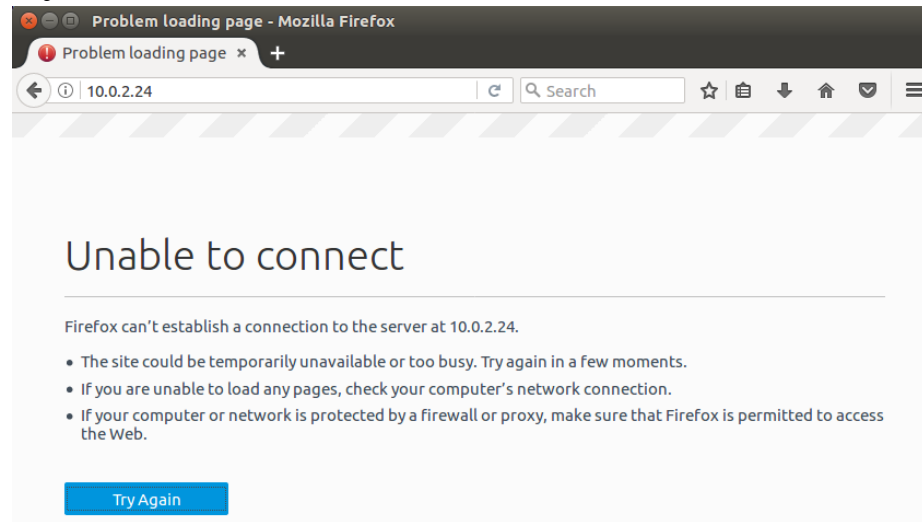 Problem loading page - Mozilla Firefox
Problem loading page
10.0.2.24
Search
Unable to connect
Firefox can’t establish a connection to the server at 10.0.2.24.
• The site could be temporarily unavailable or too busy. Try again in a few moments.
• If you are unable to load any pages, check your computer’s network connection.
• If your computer or network is protected by a firewall or proxy, make sure that Firefox is permitted to access
the Web.
Try Again